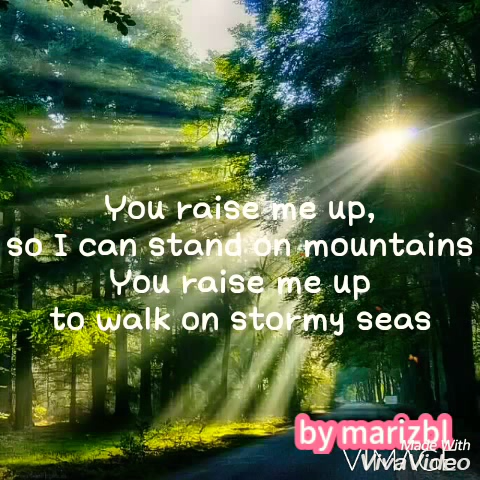 You raise me up,
so I can stand on mountains
You raise me up
to walk on stormy seas
by marizbl
Made With
VivaVideo